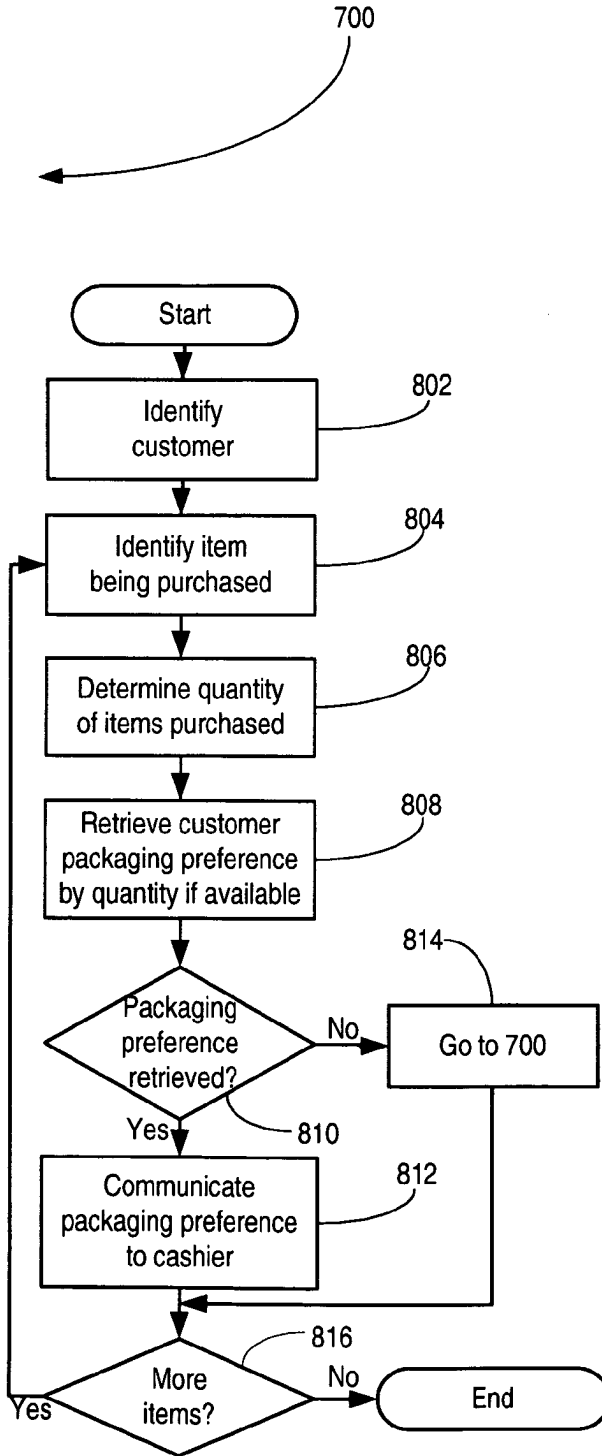 700
Start
802
Identify
customer
804
Identify item
being purchased
806
Determine quantity
of items purchased
808
Retrieve customer
packaging preference
by quantity if available
814
Packaging
preference
retrieved?
No
Go to 700
810
Yes
812
Communicate
packaging preference
to cashier
816
More
items?
No
End
Yes